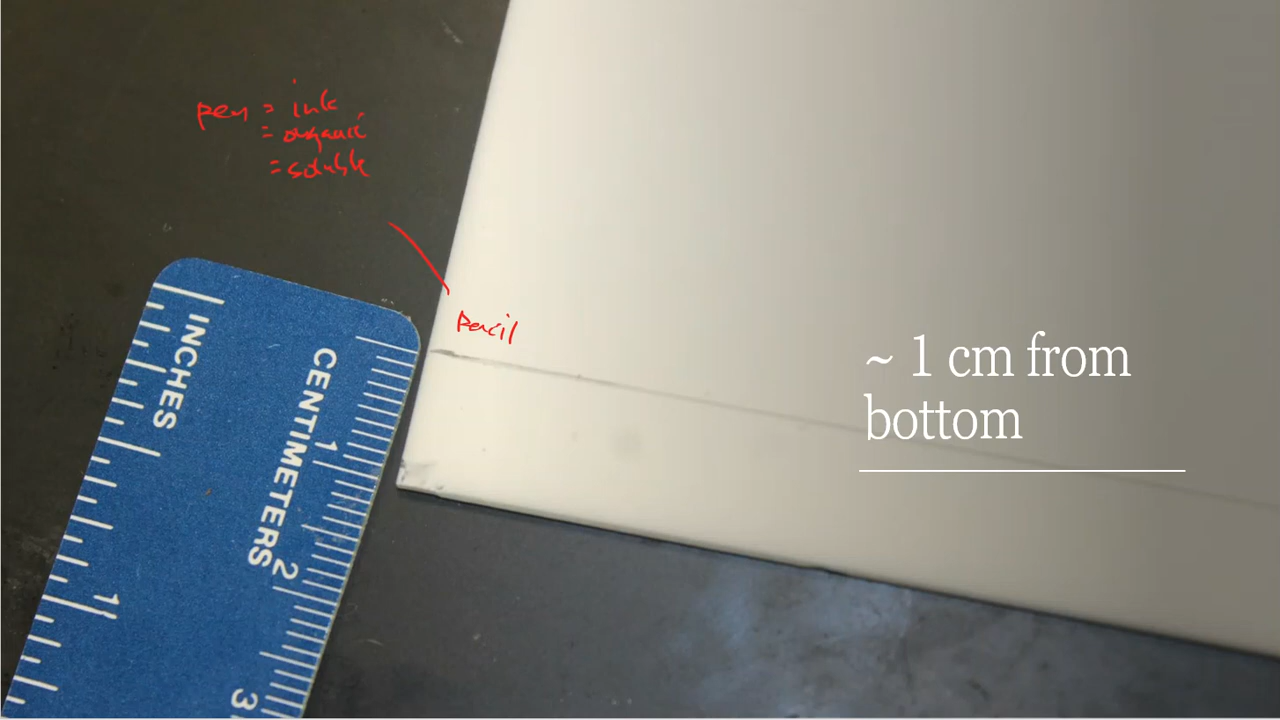 pen = ink
= organic
= soluble
Pencil
INCHES
CENTIMETERS
1
2
3
1
~ 1 cm from
bottom